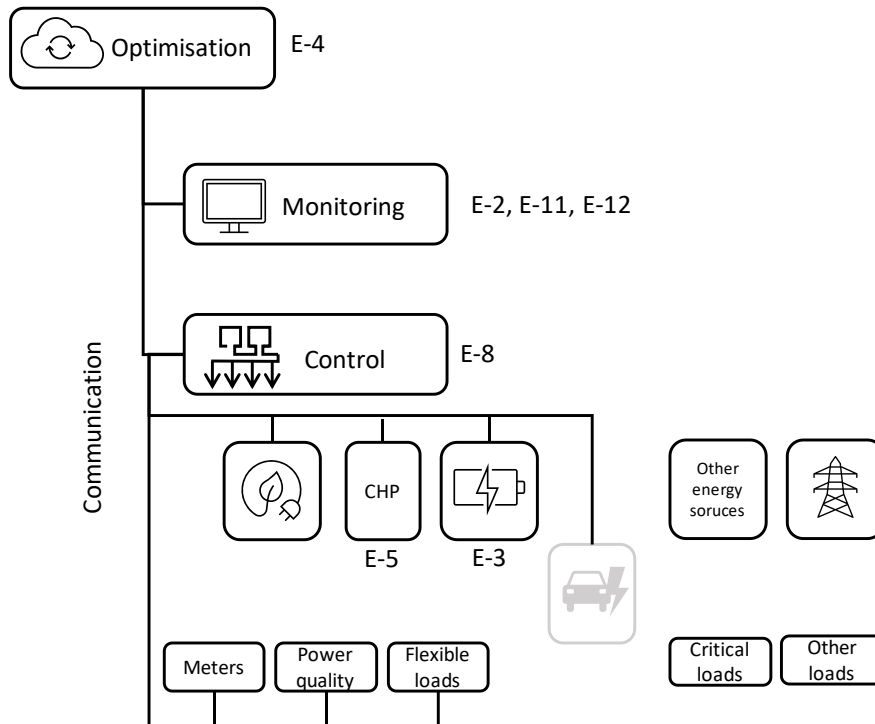 Optimisation
E-4
Monitoring
E-2, E-11, E-12
Control
E-8
Communication
CHP
Other
energy
soruces
E-5
E-3
Meters
Power
quality
Flexible
loads
Critical
loads
Other
loads